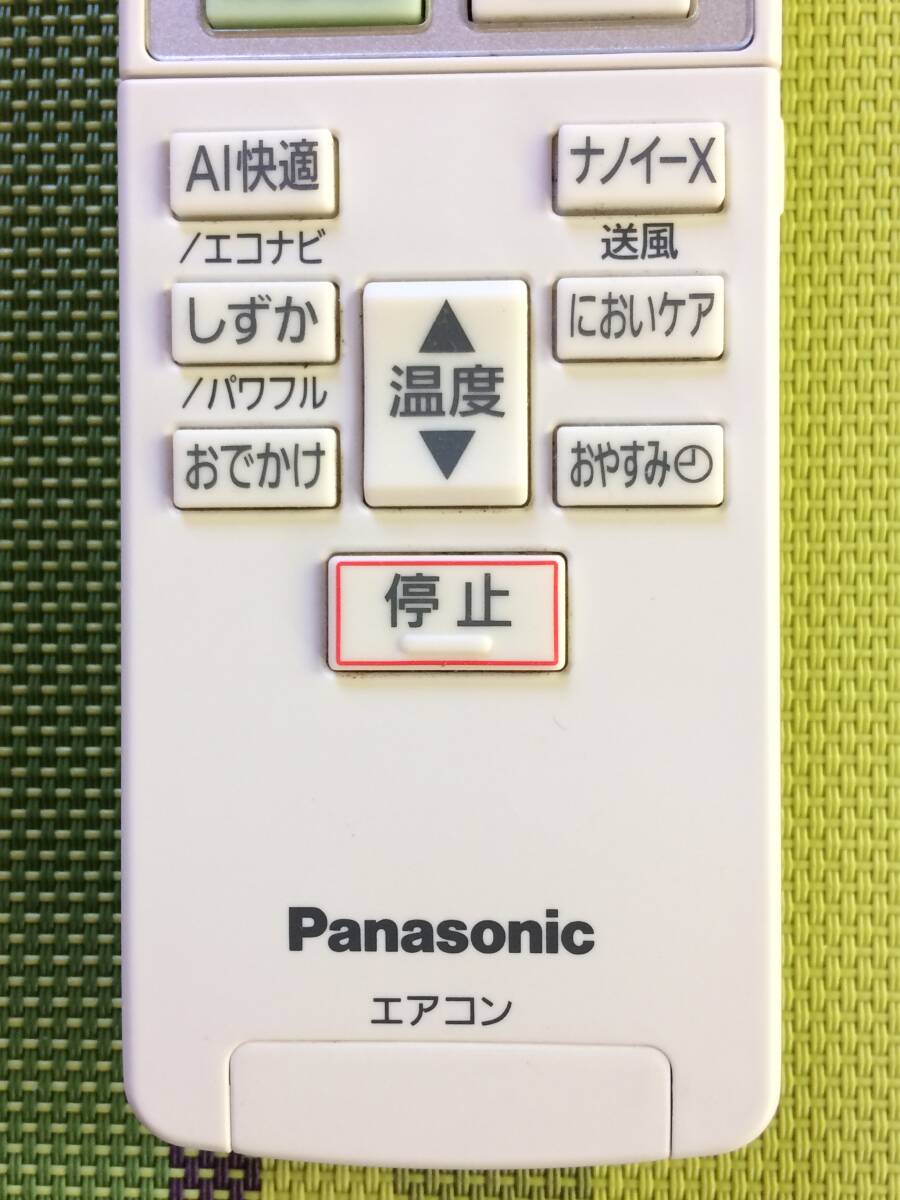 AI快適
ナノイーX
/エコナビ
送風
しずか
▲
温度
▼
においケア
/パワフル
おでかけ
おやすみ
停止
Panasonic
エアコン